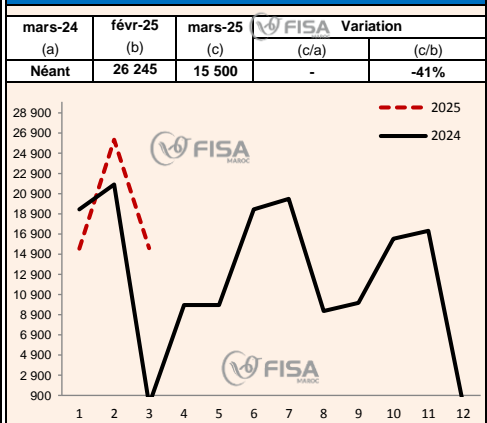 mars-24 févr-25 mars-25 Variation
(a) (b) (c) (c/a) (c/b)
Néant 26 245 15 500 - -41%
FISA
MAROC
28 900
26 900
24 900
22 900
20 900
18 900
16 900
14 900
12 900
10 900
8 900
6 900
4 900
2 900
900
2025
2024
FISA
MAROC
FISA
MAROC
1 2 3 4 5 6 7 8 9 10 11 12